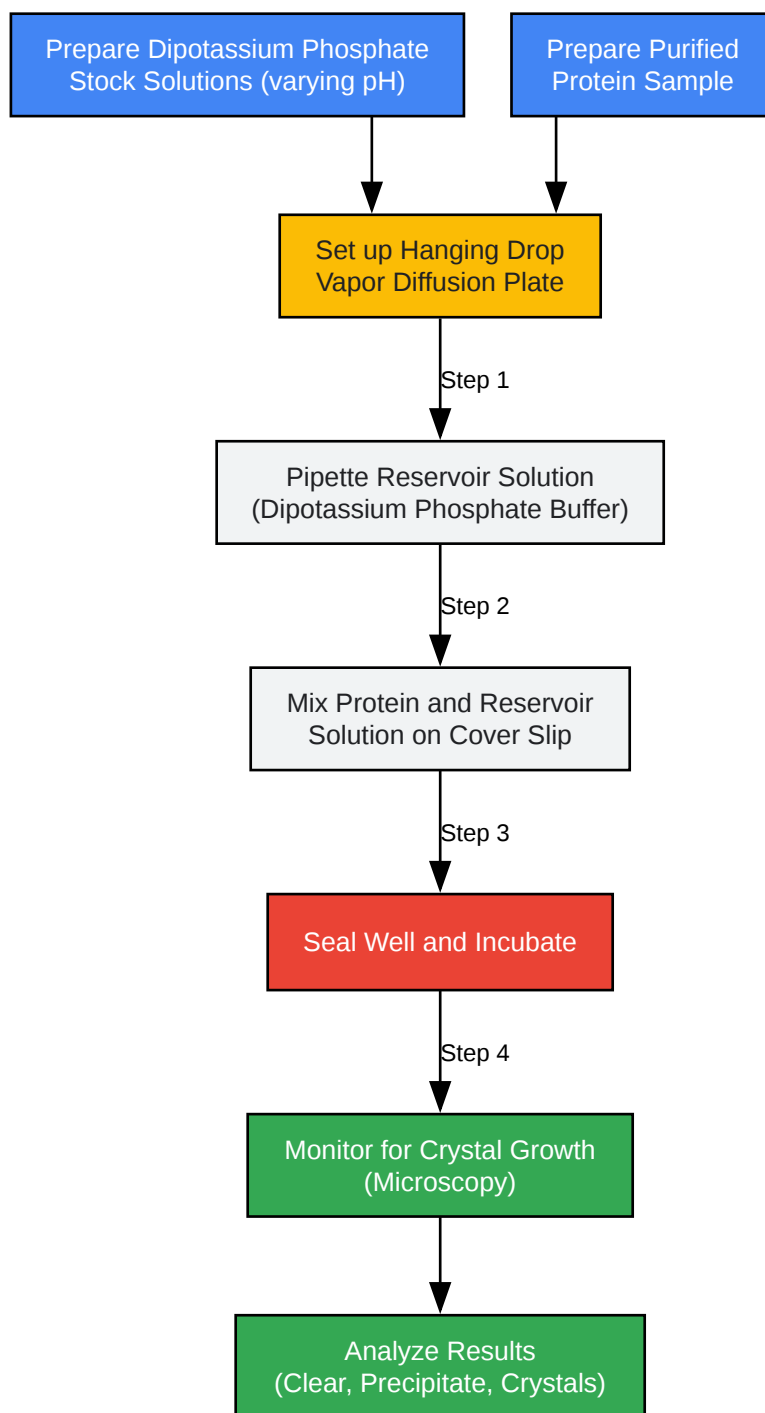 Prepare Dipotassium Phosphate
Stock Solutions (varying pH)
Prepare Purified
Protein Sample
Set up Hanging Drop
Vapor Diffusion Plate
Step 1
Pipette Reservoir Solution
(Dipotassium Phosphate Buffer)
Step 2
Mix Protein and Reservoir
Solution on Cover Slip
Step 3
Seal Well and Incubate
Step 4
Monitor for Crystal Growth
(Microscopy)
Analyze Results
(Clear, Precipitate, Crystals)